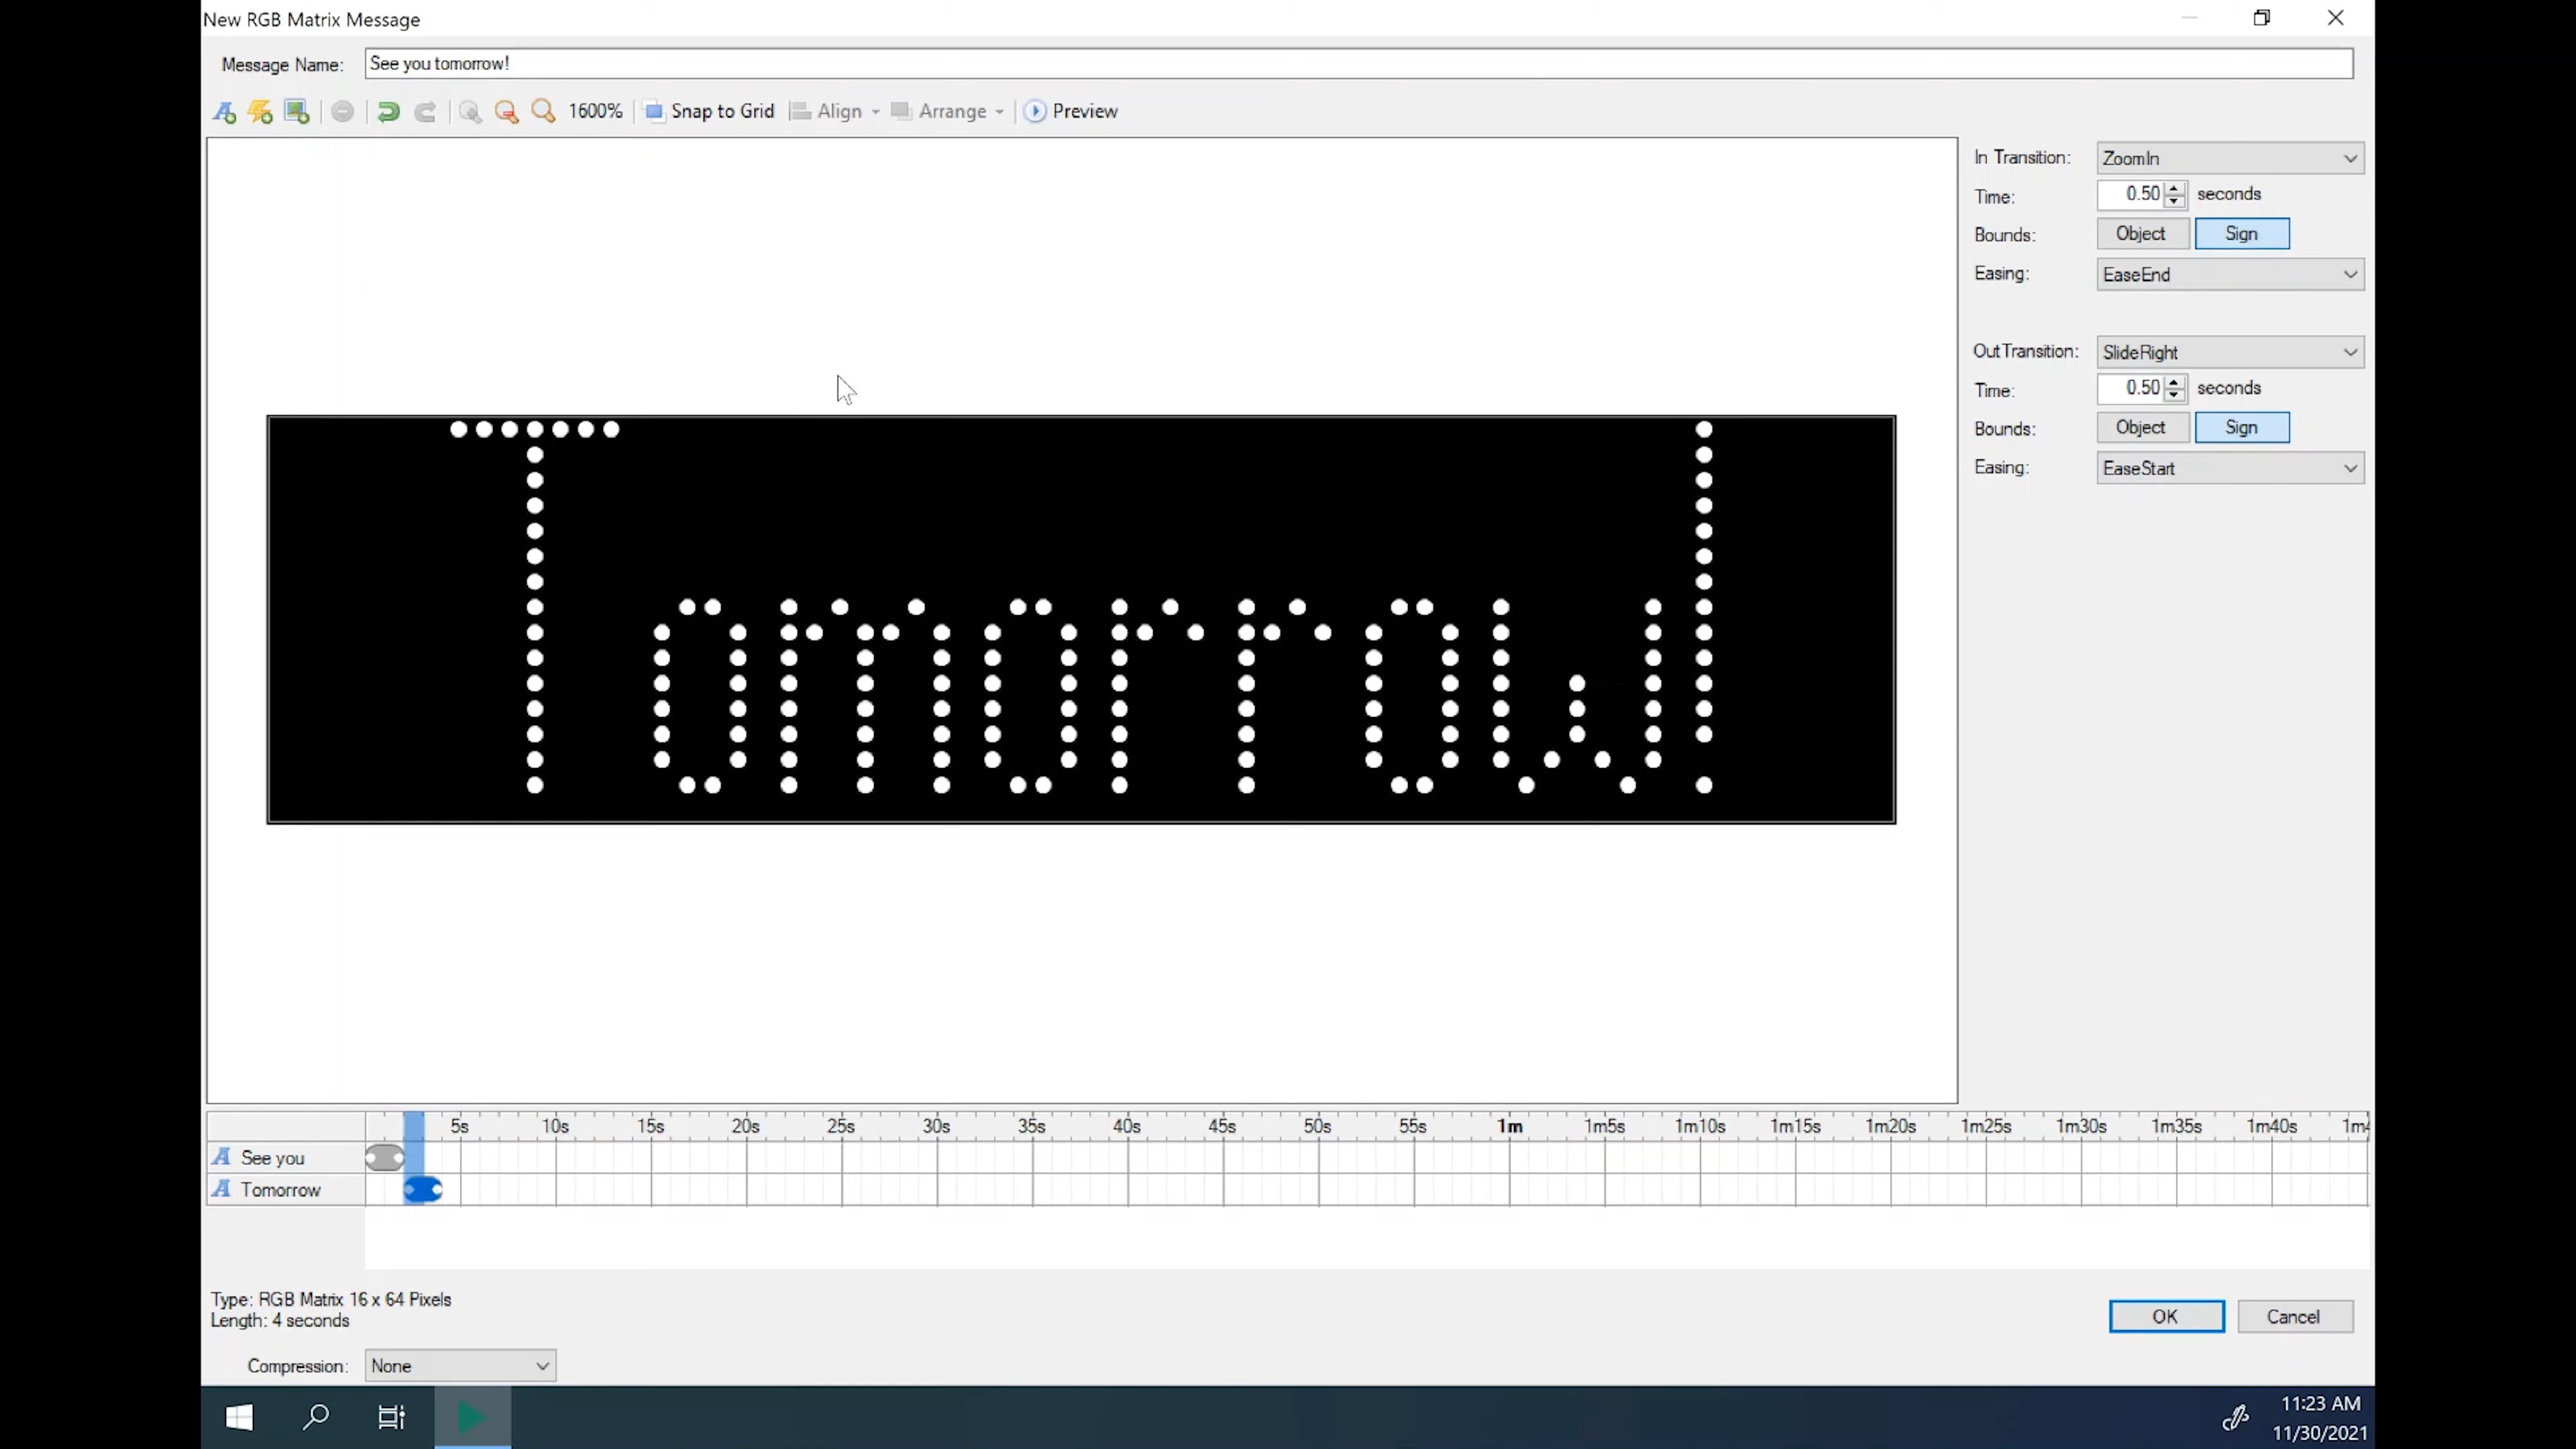 New RGB Matrix Message
Message Name: See you tomorrow!
1600% Snap to Grid Align Arrange Preview
In Transition: ZoomIn
Time: 0.50 seconds
Bounds: Object Sign
Easing: EaseEnd
OutTransition: SlideRight
Time: 0.50 seconds
Bounds: Object Sign
Easing: EaseStart
Tomorrow!
5s 10s 15s 20s 25s 30s 35s 40s 45s 50s 55s 1m 1m5s 1m10s 1m15s 1m20s 1m25s 1m30s 1m35s 1m40s
A See you
A Tomorrow
Type: RGB Matrix 16 x 64 Pixels
Length: 4 seconds
OK Cancel
Compression: None
11:23 AM
11/30/2021